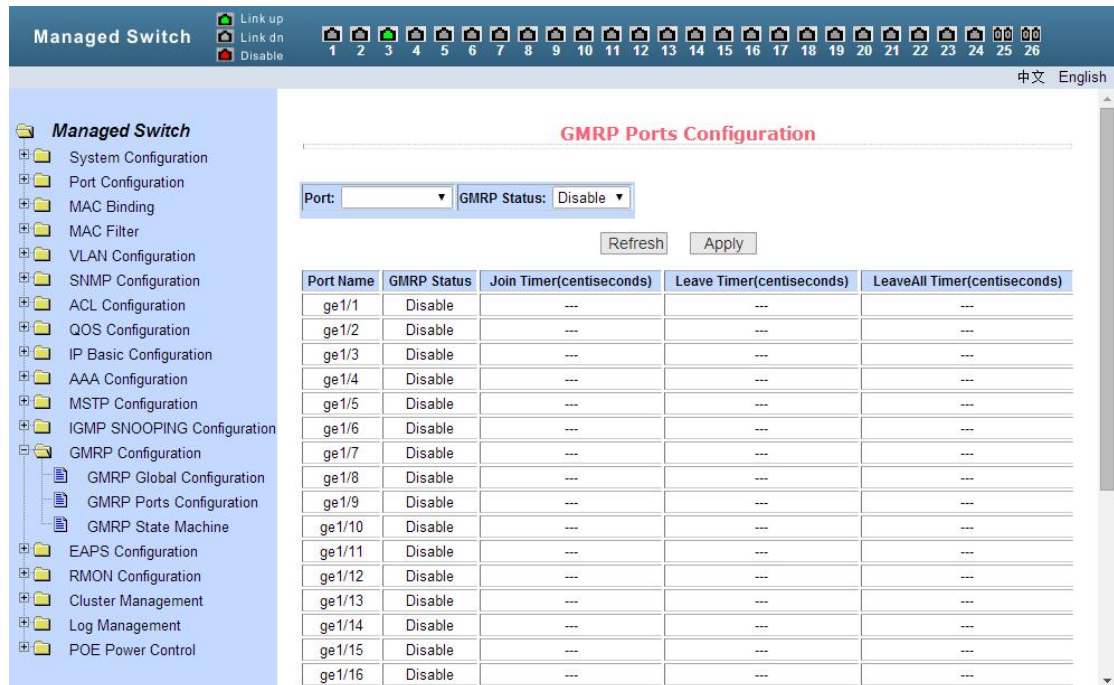 Managed Switch
Link up
Link dn
Disable
1 2 3 4 5 6 7 8 9 10 11 12 13 14 15 16 17 18 19 20 21 22 23 24 25 26
中文 English
Managed Switch
System Configuration
Port Configuration
MAC Binding
MAC Filter
VLAN Configuration
SNMP Configuration
ACL Configuration
QOS Configuration
IP Basic Configuration
AAA Configuration
MSTP Configuration
IGMP SNOOPING Configuration
GMRP Configuration
GMRP Global Configuration
GMRP Ports Configuration
GMRP State Machine
EAPS Configuration
RMON Configuration
Cluster Management
Log Management
POE Power Control
GMRP Ports Configuration
Port: GMRP Status: Disable
Refresh Apply
Port Name GMRP Status Join Timer(centiseconds) Leave Timer(centiseconds) LeaveAll Timer(centiseconds)
ge1/1 Disable --- --- ---
ge1/2 Disable --- --- ---
ge1/3 Disable --- --- ---
ge1/4 Disable --- --- ---
ge1/5 Disable --- --- ---
ge1/6 Disable --- --- ---
ge1/7 Disable --- --- ---
ge1/8 Disable --- --- ---
ge1/9 Disable --- --- ---
ge1/10 Disable --- --- ---
ge1/11 Disable --- --- ---
ge1/12 Disable --- --- ---
ge1/13 Disable --- --- ---
ge1/14 Disable --- --- ---
ge1/15 Disable --- --- ---
ge1/16 Disable --- --- ---